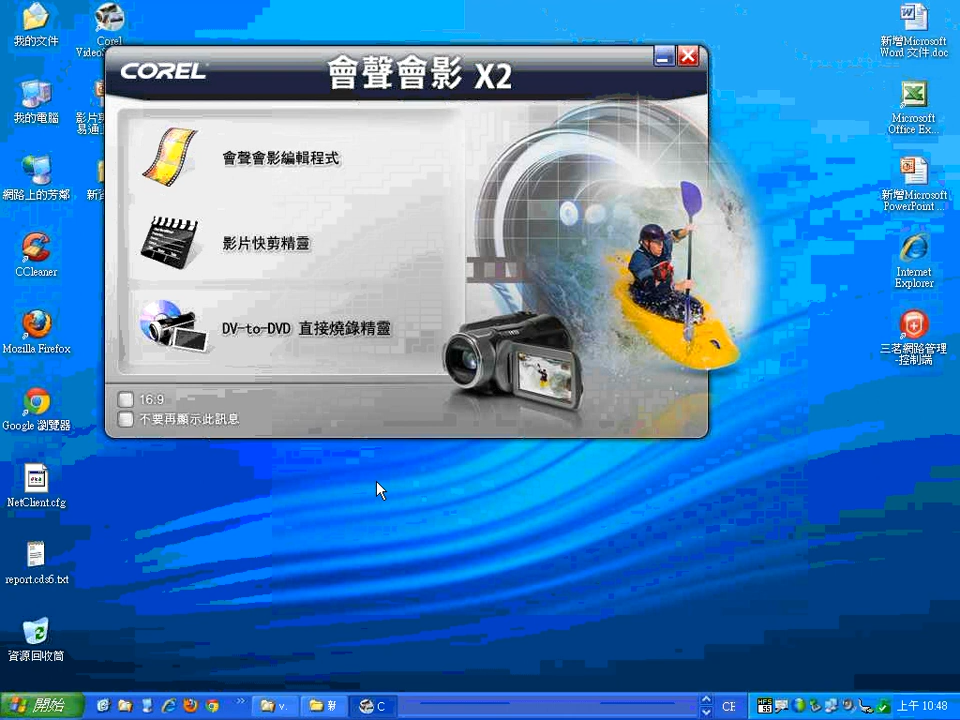 我的文件
Corel
我的電腦
網路上的芳鄰
CCleaner
Mozilla Firefox
Google 瀏覽器
NetClient.cfg
report.cds6.txt
資源回收筒
COREL
會聲會影 X2
會聲會影編輯程式
影片快剪精靈
DV-to-DVD 直接燒錄精靈
16:9
不要再顯示此訊息
新增Microsoft
Word 文件.doc
Microsoft
Office Ex...
新增Microsoft
PowerPoint ...
Internet
Explorer
三茗網路管理
-控制端
開始
v.
新
C
CE
上午 10:48